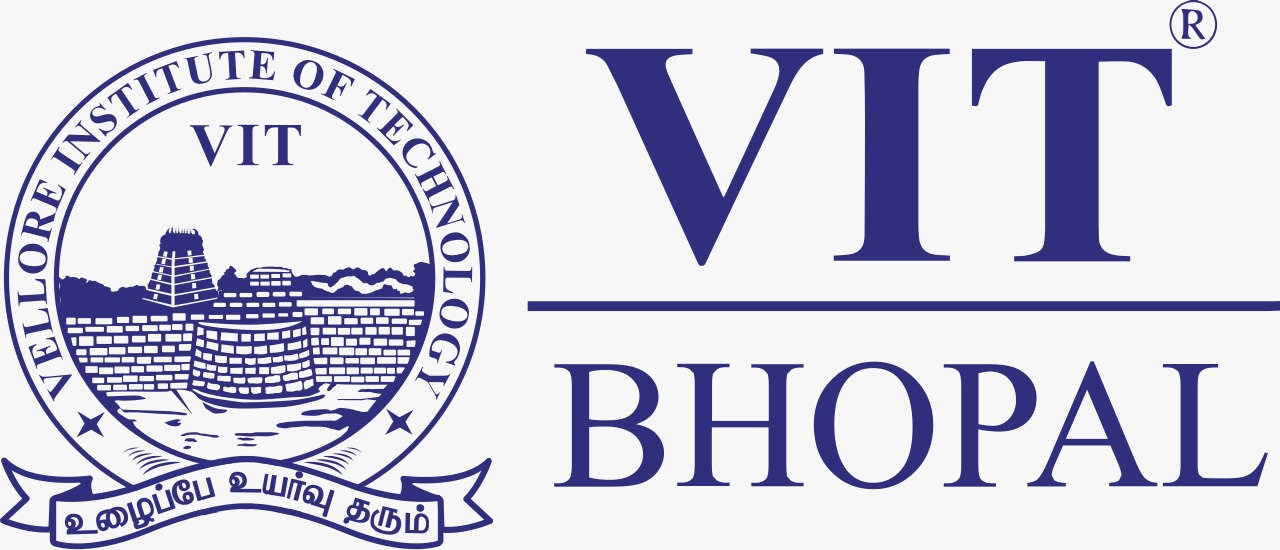 VELLORE INSTITUTE OF TECHNOLOGY
VIT
உழைப்பே உயர்வு தரும்
VIT®
BHOPAL